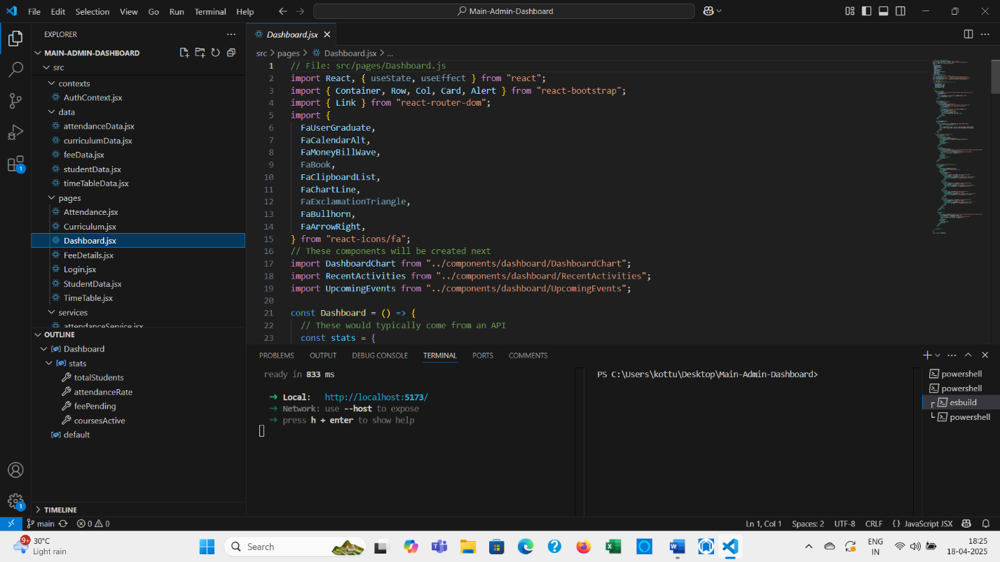 File Edit Selection View Go Run Terminal Help
Main-Admin-Dashboard
EXPLORER
MAIN-ADMIN-DASHBOARD
src
contexts
AuthContext.jsx
data
attendanceData.jsx
curriculumData.jsx
feeData.jsx
studentData.jsx
timeTableData.jsx
pages
Attendance.jsx
Curriculum.jsx
Dashboard.jsx
FeeDetails.jsx
Login.jsx
StudentData.jsx
TimeTable.jsx
services
attendanceService.jsx
OUTLINE
Dashboard
stats
totalStudents
attendanceRate
feePending
coursesActive
default
TIMELINE
1
1
Dashboard.jsx
src > pages > Dashboard.jsx > ...
1 // File: src/pages/Dashboard.js
2 import React, { useState, useEffect } from "react";
3 import { Container, Row, Col, Card, Alert } from "react-bootstrap";
4 import { Link } from "react-router-dom";
5 import {
6 FaUserGraduate,
7 FaCalendarAlt,
8 FaMoneyBillWave,
9 FaBook,
10 FaClipboardList,
11 FaChartLine,
12 FaExclamationTriangle,
13 FaBullhorn,
14 FaArrowRight,
15 } from "react-icons/fa";
16 // These components will be created next
17 import DashboardChart from "../components/dashboard/DashboardChart";
18 import RecentActivities from "../components/dashboard/RecentActivities";
19 import UpcomingEvents from "../components/dashboard/UpcomingEvents";
20
21 const Dashboard = () => {
22 // These would typically come from an API
23 const stats = {
PROBLEMS OUTPUT DEBUG CONSOLE TERMINAL PORTS COMMENTS
ready in 833 ms
➜ Local: http://localhost:5173/
➜ Network: use --host to expose
➜ press h + enter to show help
PS C:\Users\kottu\Desktop\Main-Admin-Dashboard>
powershell
powershell
esbuild
powershell
main 0 0 Ln 1, Col 1 Spaces: 2 UTF-8 CRLF {} JavaScript JSX
9+ 30°C
Light rain
Search
ENG
IN
18:25
18-04-2025